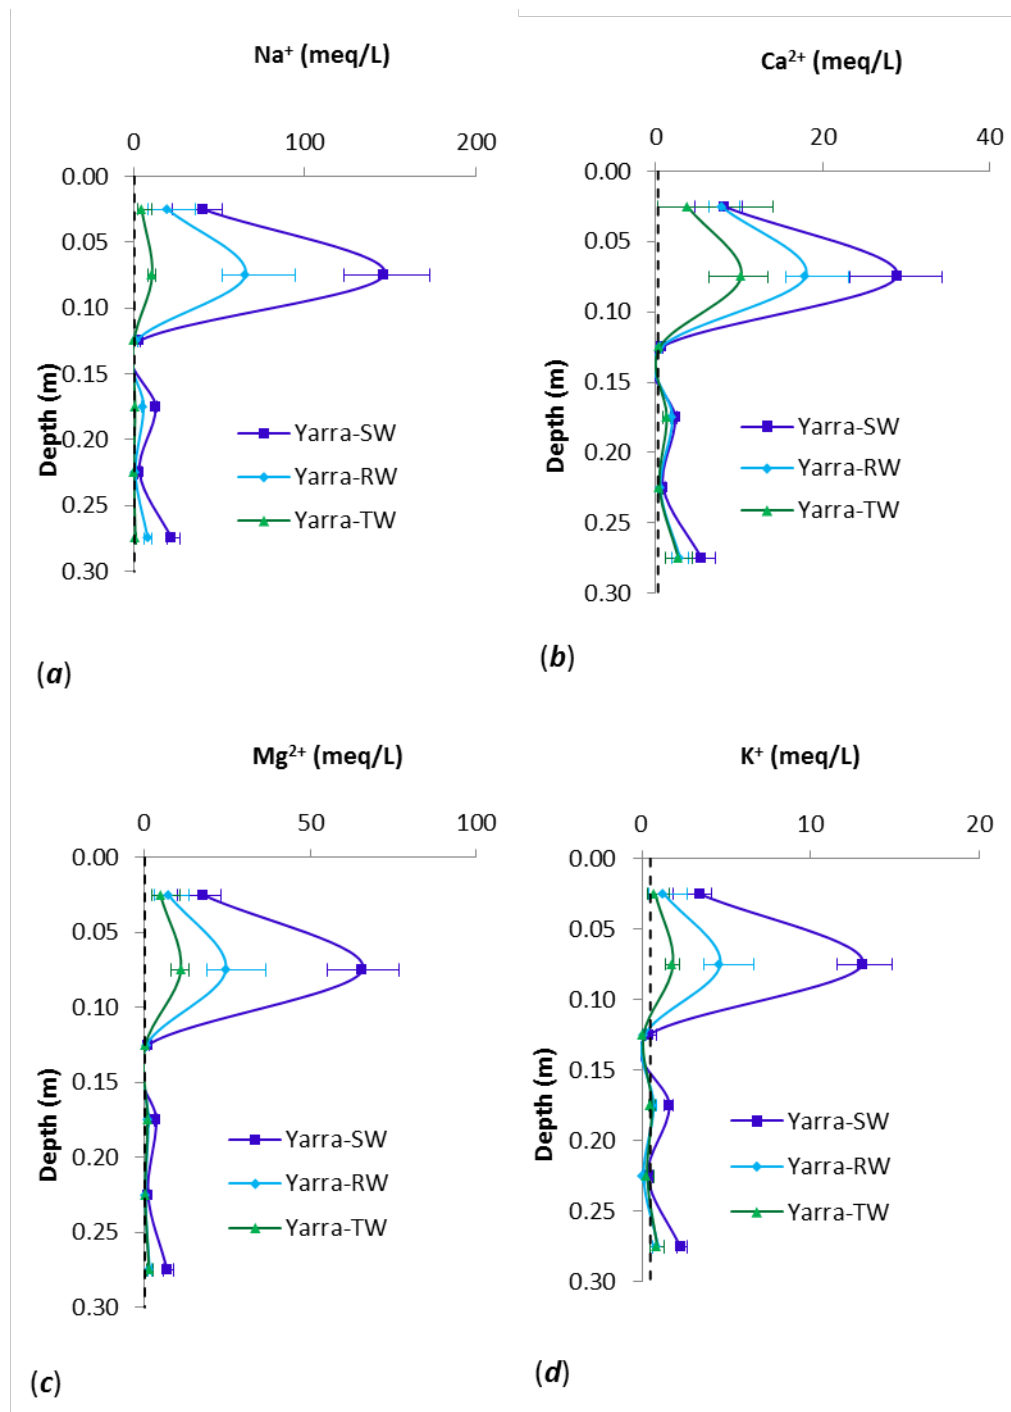 Na⁺ (meq/L)
0 100 200
0.00
0.05
0.10
0.15
0.20
0.25
0.30
Depth (m)
Yarra-SW
Yarra-RW
Yarra-TW
(a)
Ca²⁺ (meq/L)
0 20 40
0.00
0.05
0.10
0.15
0.20
0.25
0.30
Depth (m)
Yarra-SW
Yarra-RW
Yarra-TW
(b)
Mg²⁺ (meq/L)
0 50 100
0.00
0.05
0.10
0.15
0.20
0.25
0.30
Depth (m)
Yarra-SW
Yarra-RW
Yarra-TW
(c)
K⁺ (meq/L)
0 10 20
0.00
0.05
0.10
0.15
0.20
0.25
0.30
Depth (m)
Yarra-SW
Yarra-RW
Yarra-TW
(d)